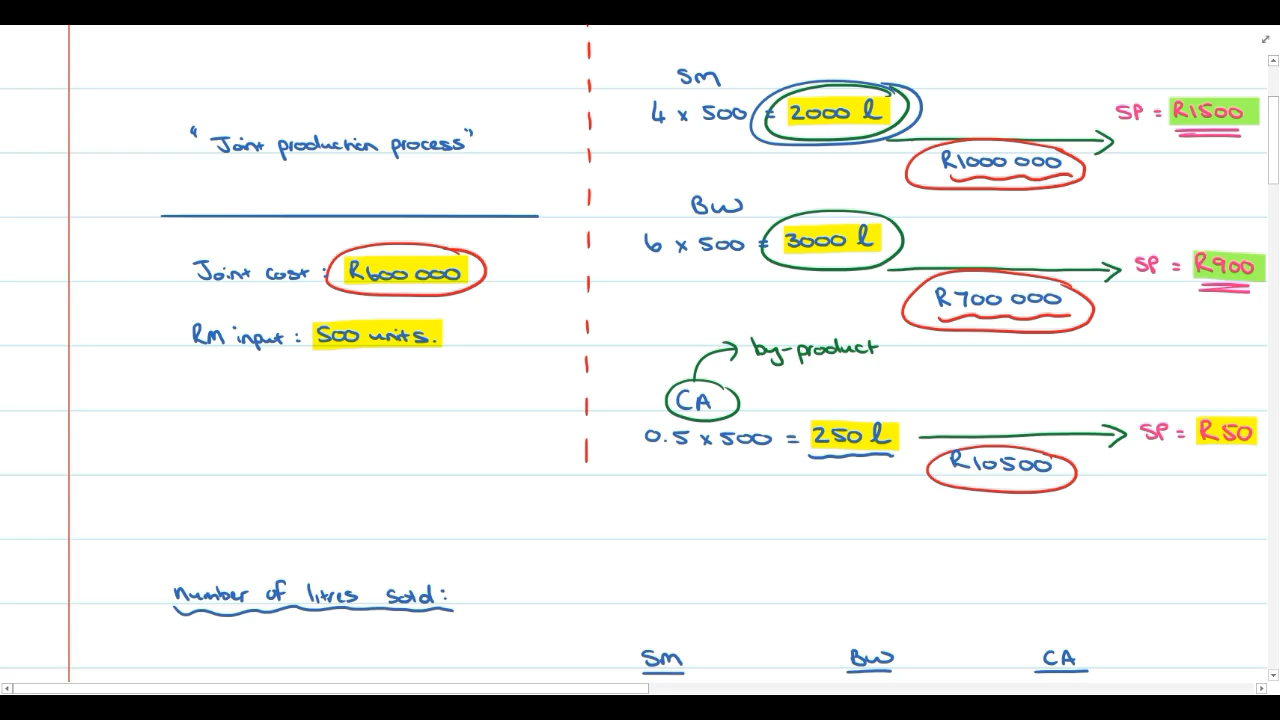 "Joint production process"
Joint cost : R600 000
RM input : 500 units.
SM
4 x 500 = 2000 l
R1000 000
SP = R1500
BW
6 x 500 = 3000 l
R700 000
SP = R900
by-product
CA
0.5 x 500 = 250 l
R10500
SP = R50
Number of litres sold:
SM BW CA